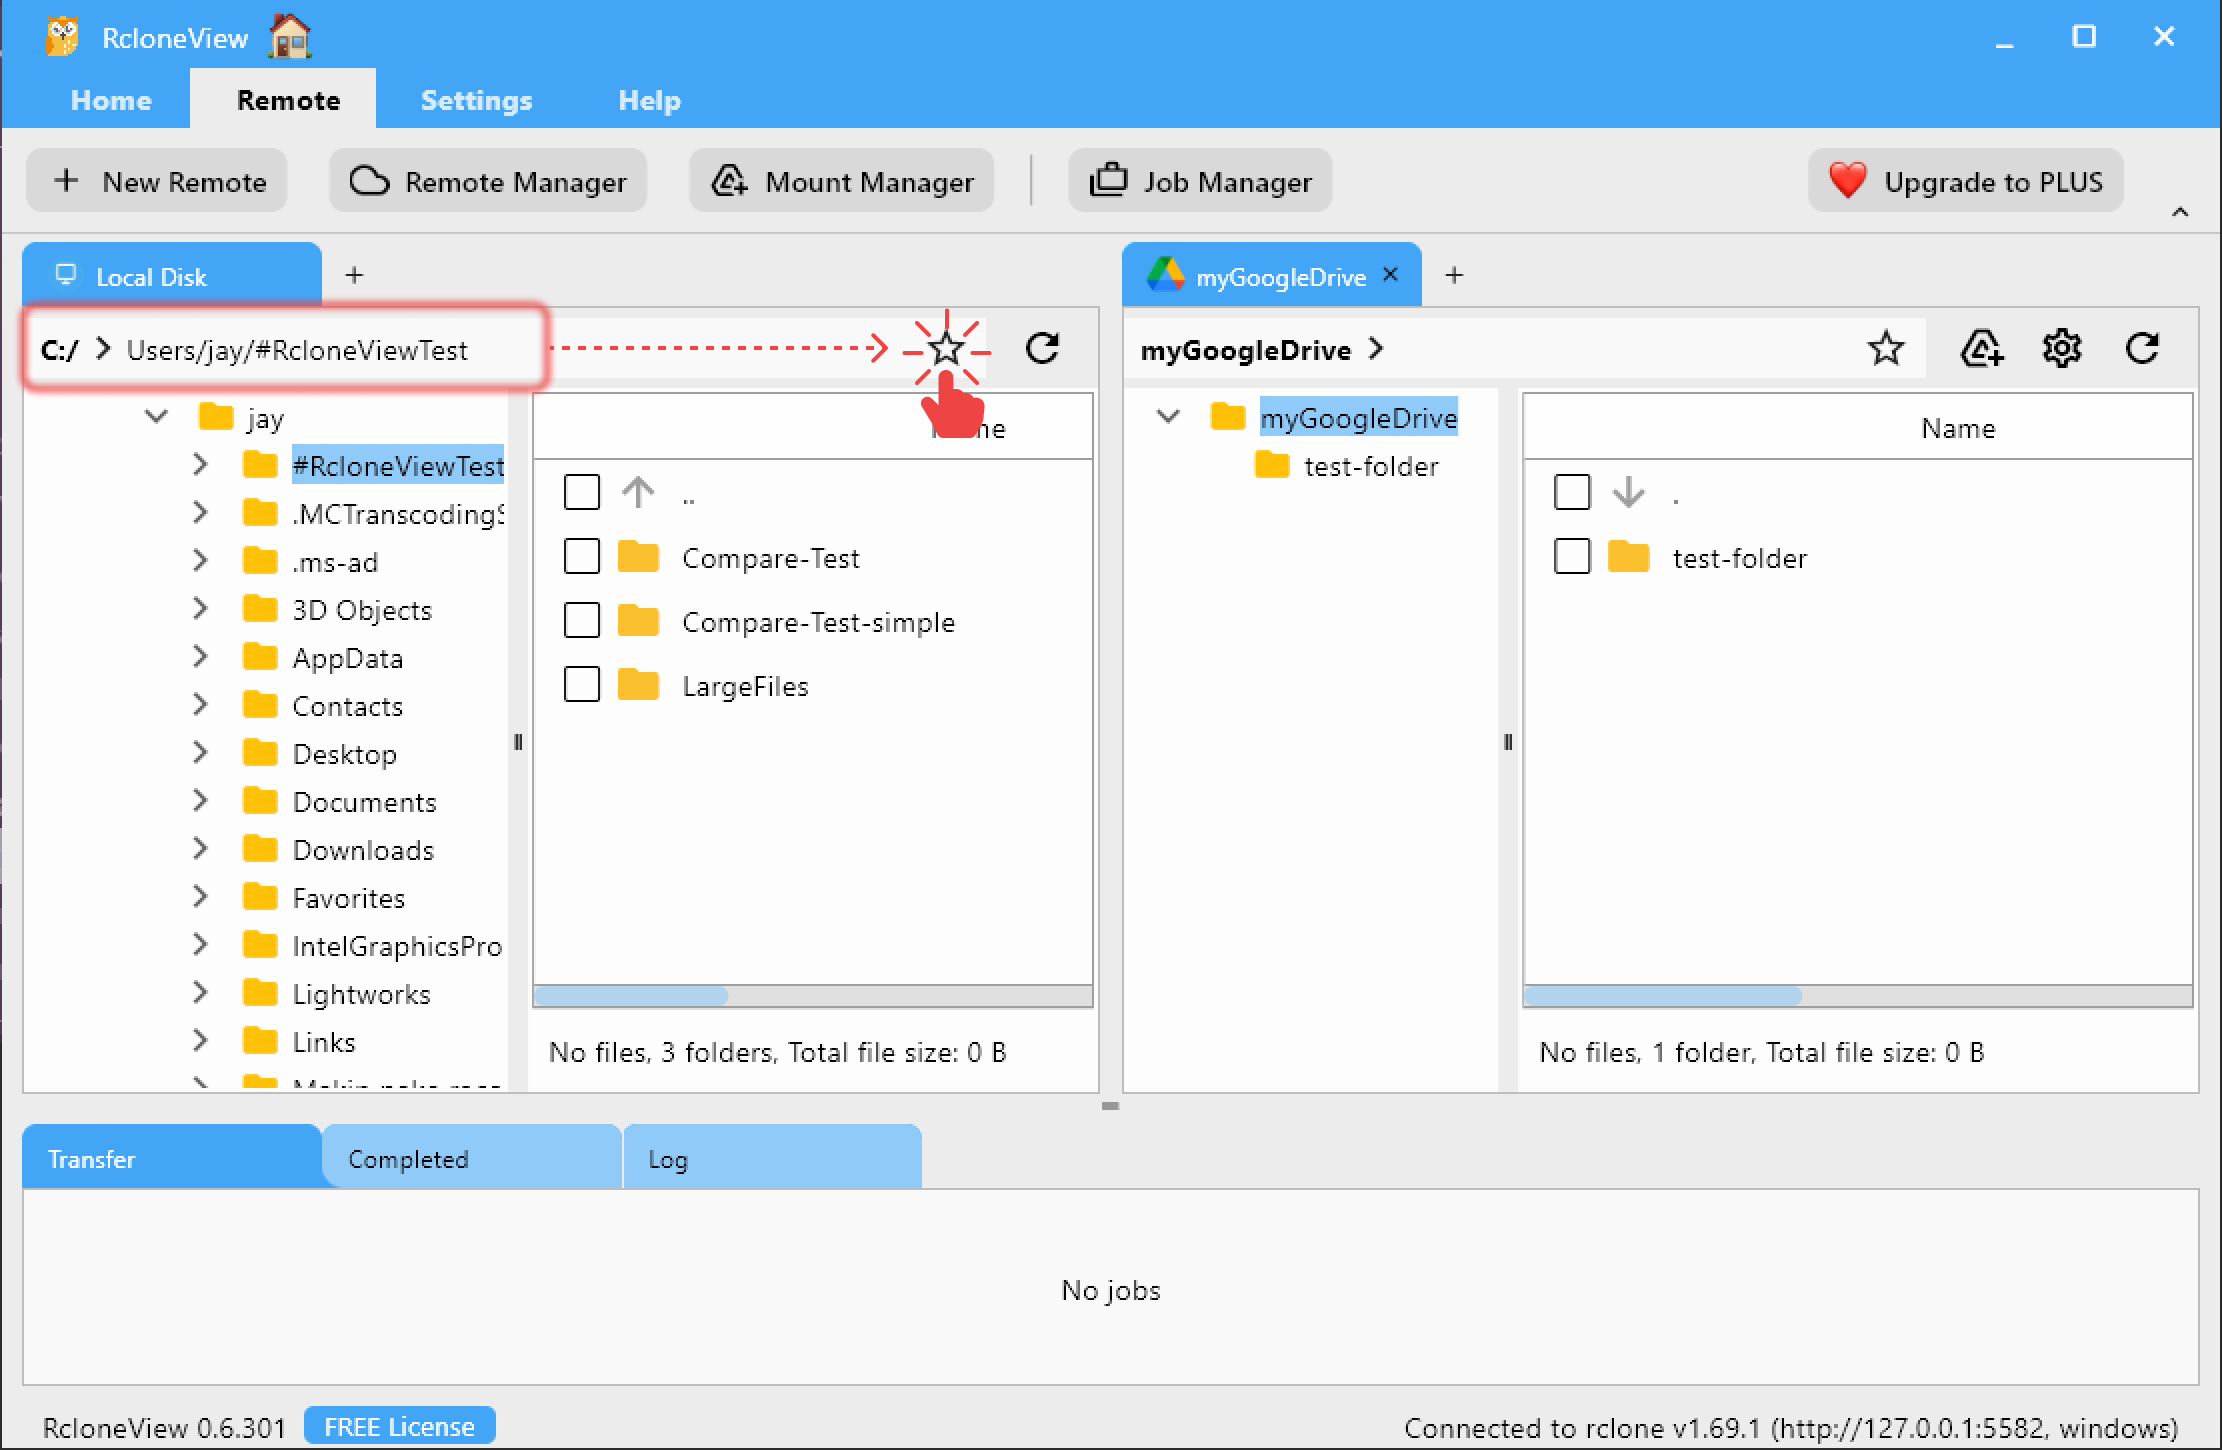 RcloneView
Home Remote Settings Help
New Remote Remote Manager Mount Manager Job Manager Upgrade to PLUS
Local Disk
C:/ > Users/jay/#RcloneViewTest
jay
#RcloneViewTest
.MCTranscodingS
.ms-ad
3D Objects
AppData
Contacts
Desktop
Documents
Downloads
Favorites
IntelGraphicsPro
Lightworks
Links
..
Compare-Test
Compare-Test-simple
LargeFiles
No files, 3 folders, Total file size: 0 B
myGoogleDrive
myGoogleDrive >
myGoogleDrive
test-folder
Name
.
test-folder
No files, 1 folder, Total file size: 0 B
Transfer Completed Log
No jobs
RcloneView 0.6.301 FREE License
Connected to rclone v1.69.1 (http://127.0.0.1:5582, windows)